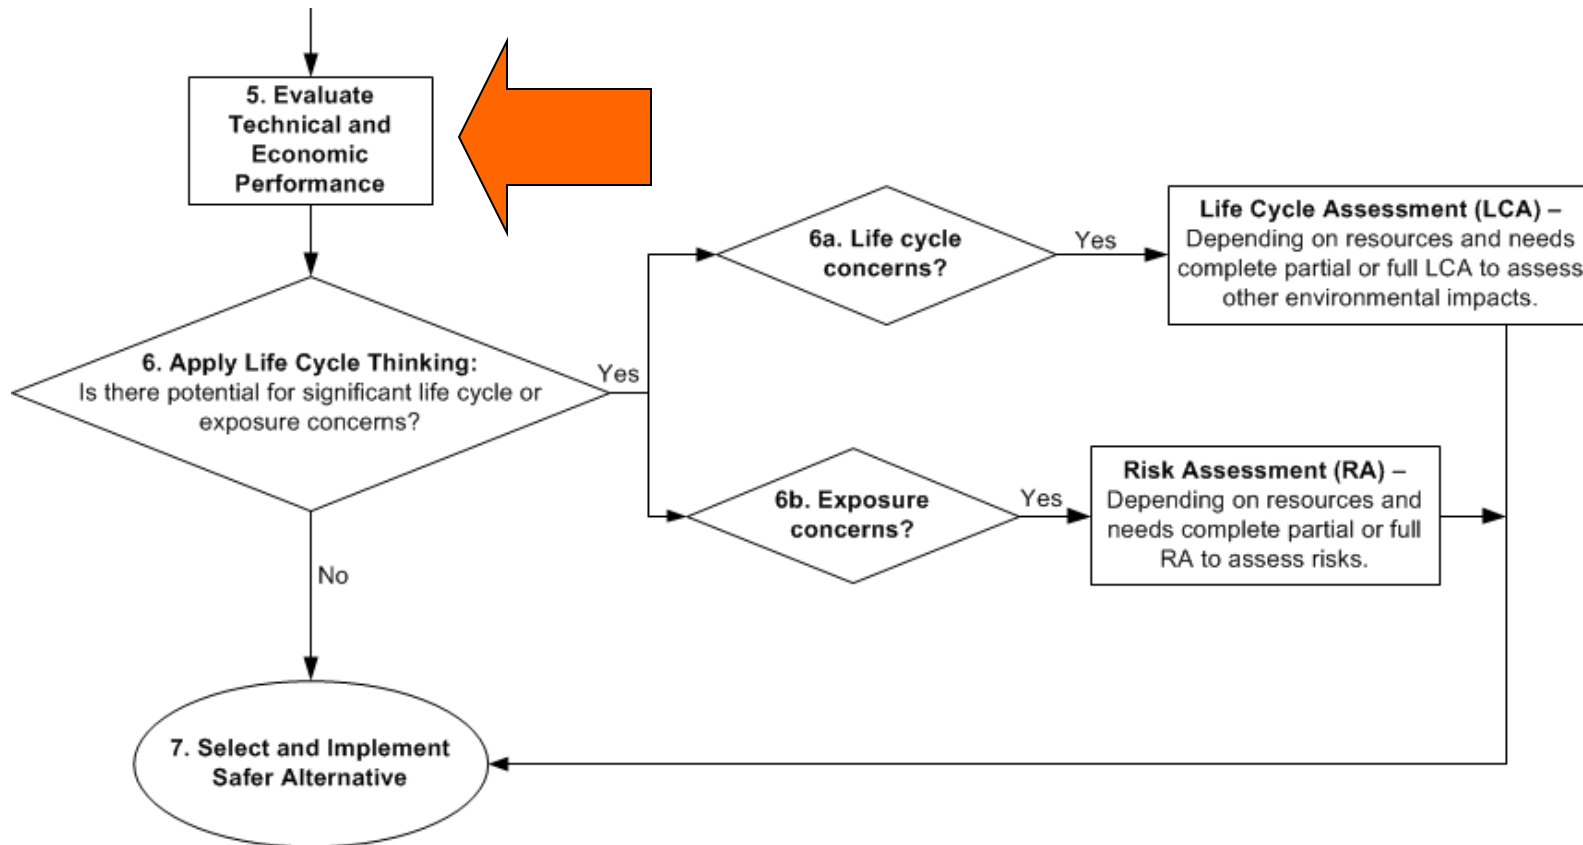 5. Evaluate
Technical and
Economic
Performance
6. Apply Life Cycle Thinking:
Is there potential for significant life cycle or
exposure concerns?
Yes
No
6a. Life cycle
concerns?
Yes
Life Cycle Assessment (LCA) –
Depending on resources and needs
complete partial or full LCA to assess
other environmental impacts.
6b. Exposure
concerns?
Yes
Risk Assessment (RA) –
Depending on resources and
needs complete partial or full
RA to assess risks.
7. Select and Implement
Safer Alternative